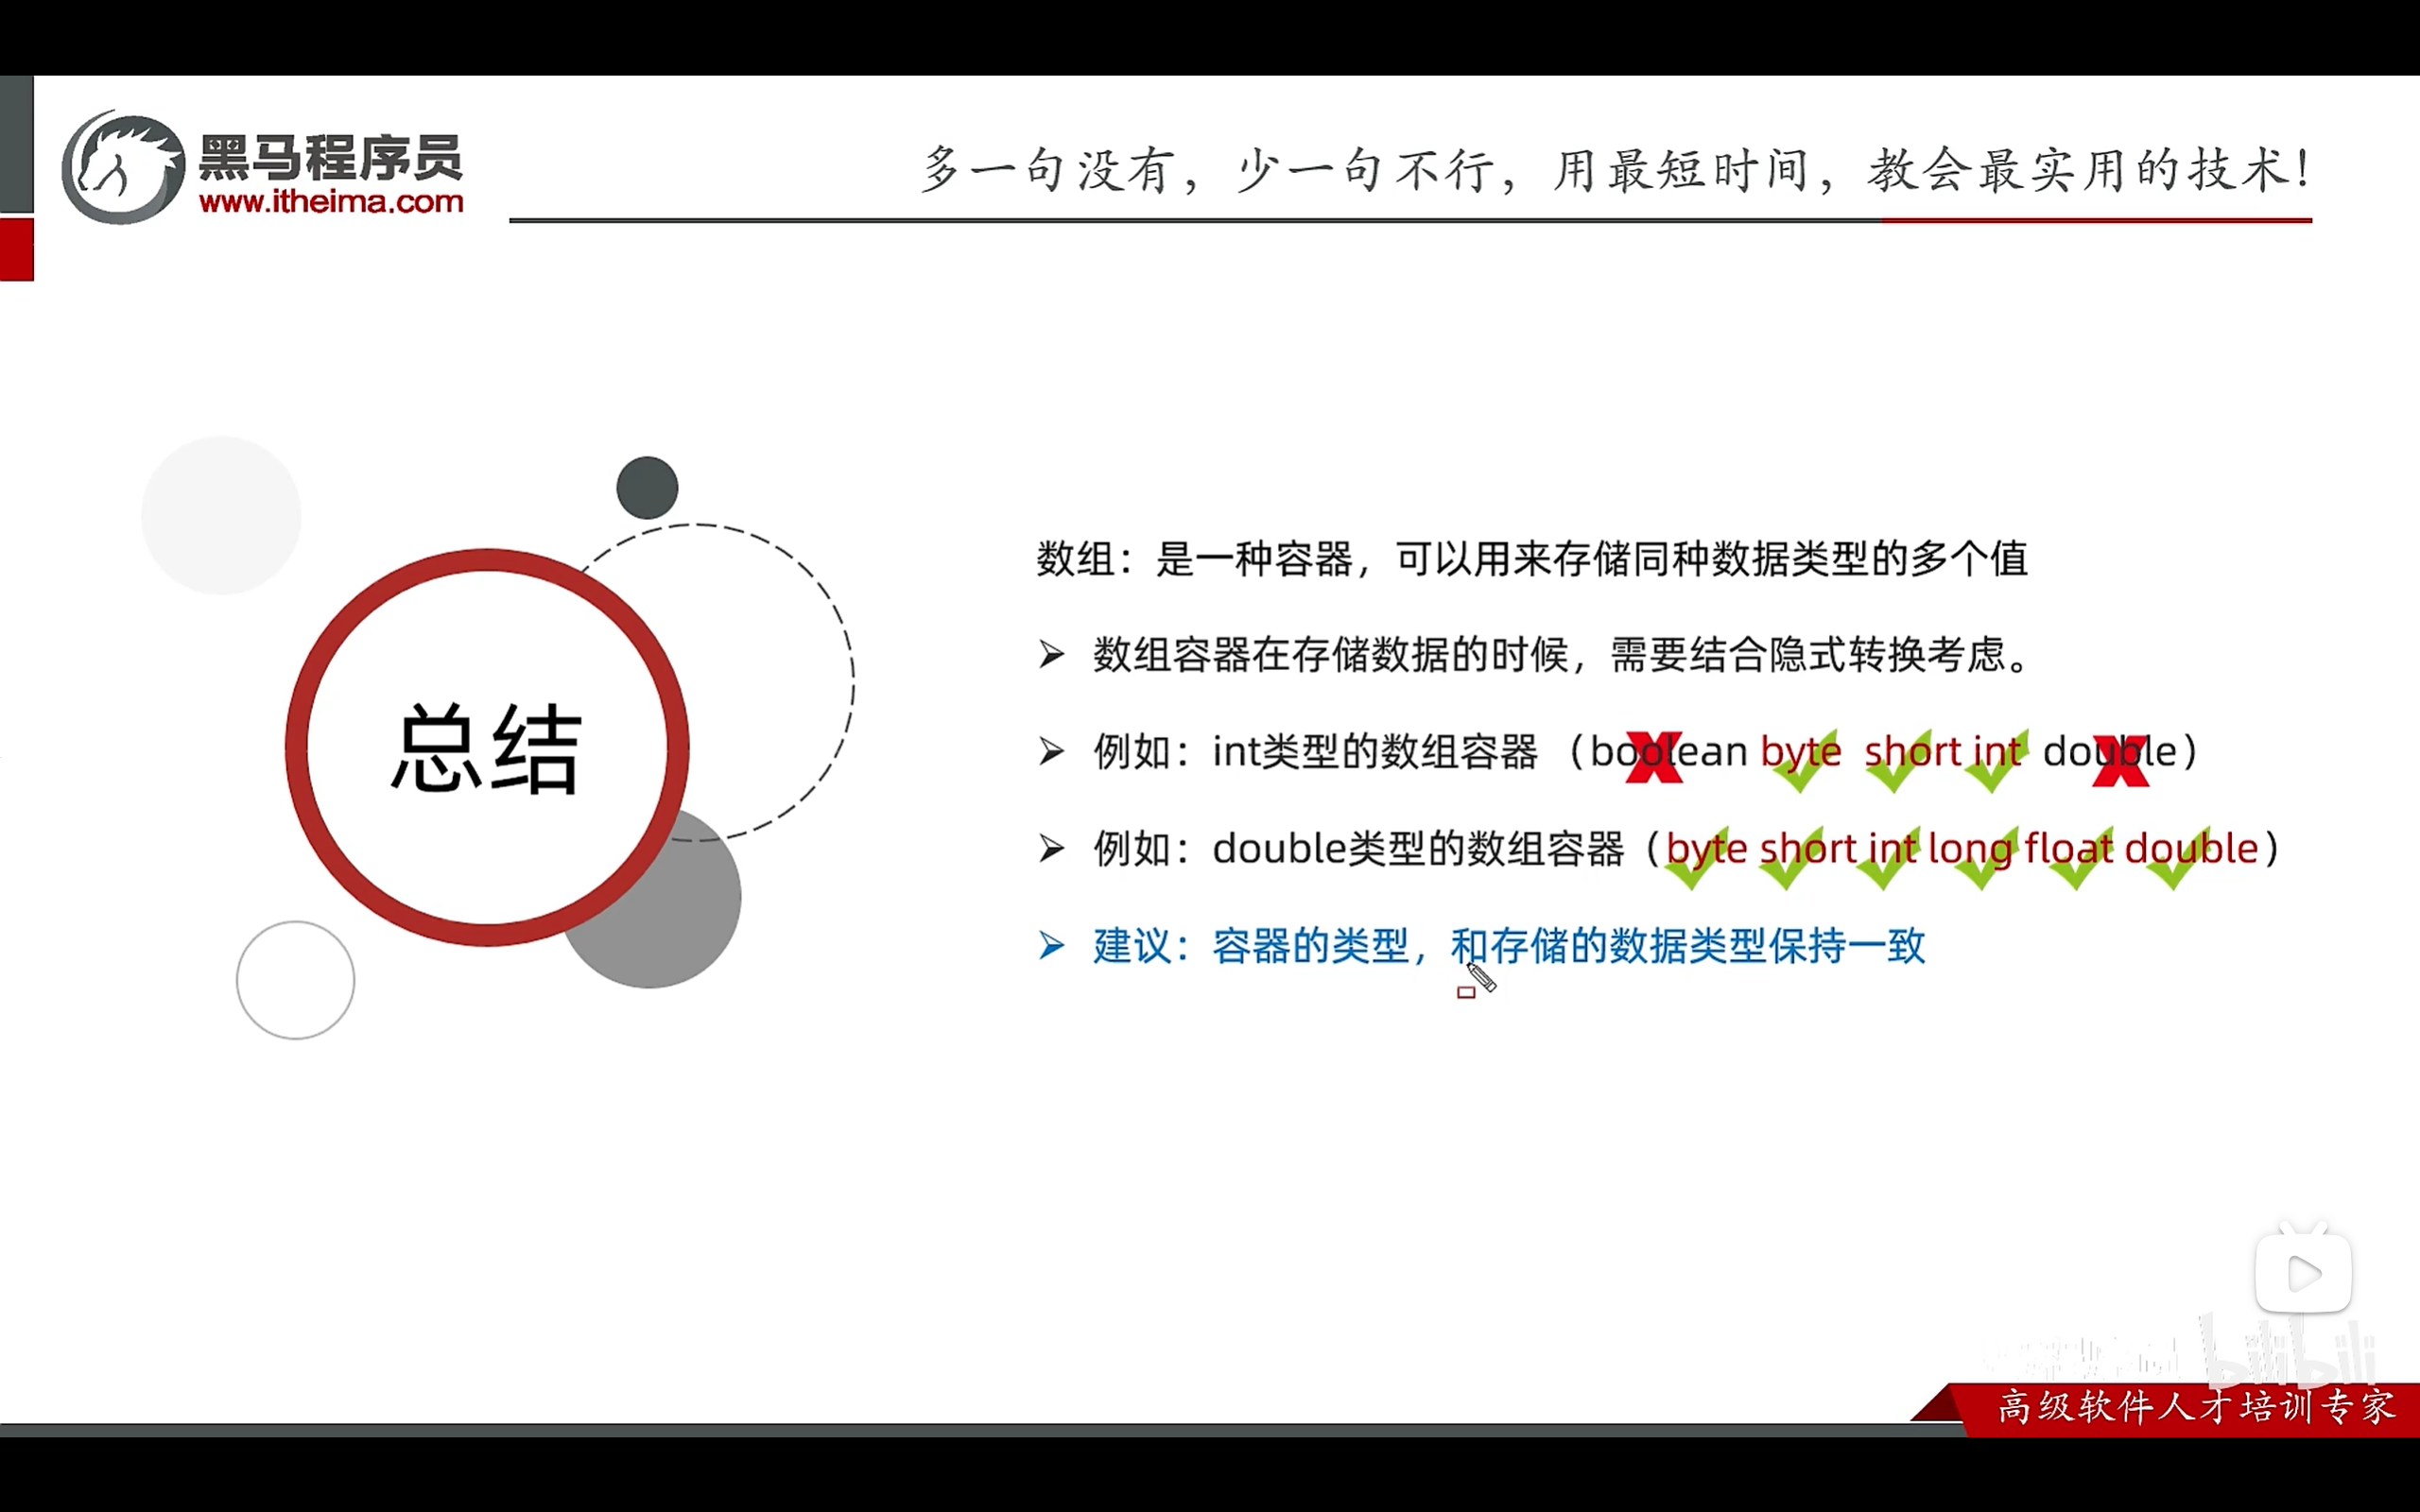 黑马程序员
www.itheima.com
多一句没有，少一句不行，用最短时间，教会最实用的技术！
总结
数组：是一种容器，可以用来存储同种数据类型的多个值
➢ 数组容器在存储数据的时候，需要结合隐式转换考虑。
➢ 例如：int类型的数组容器（boolean byte short int double）
➢ 例如：double类型的数组容器（byte short int long float double）
➢ 建议：容器的类型，和存储的数据类型保持一致
bilibili
高级软件人才培训专家